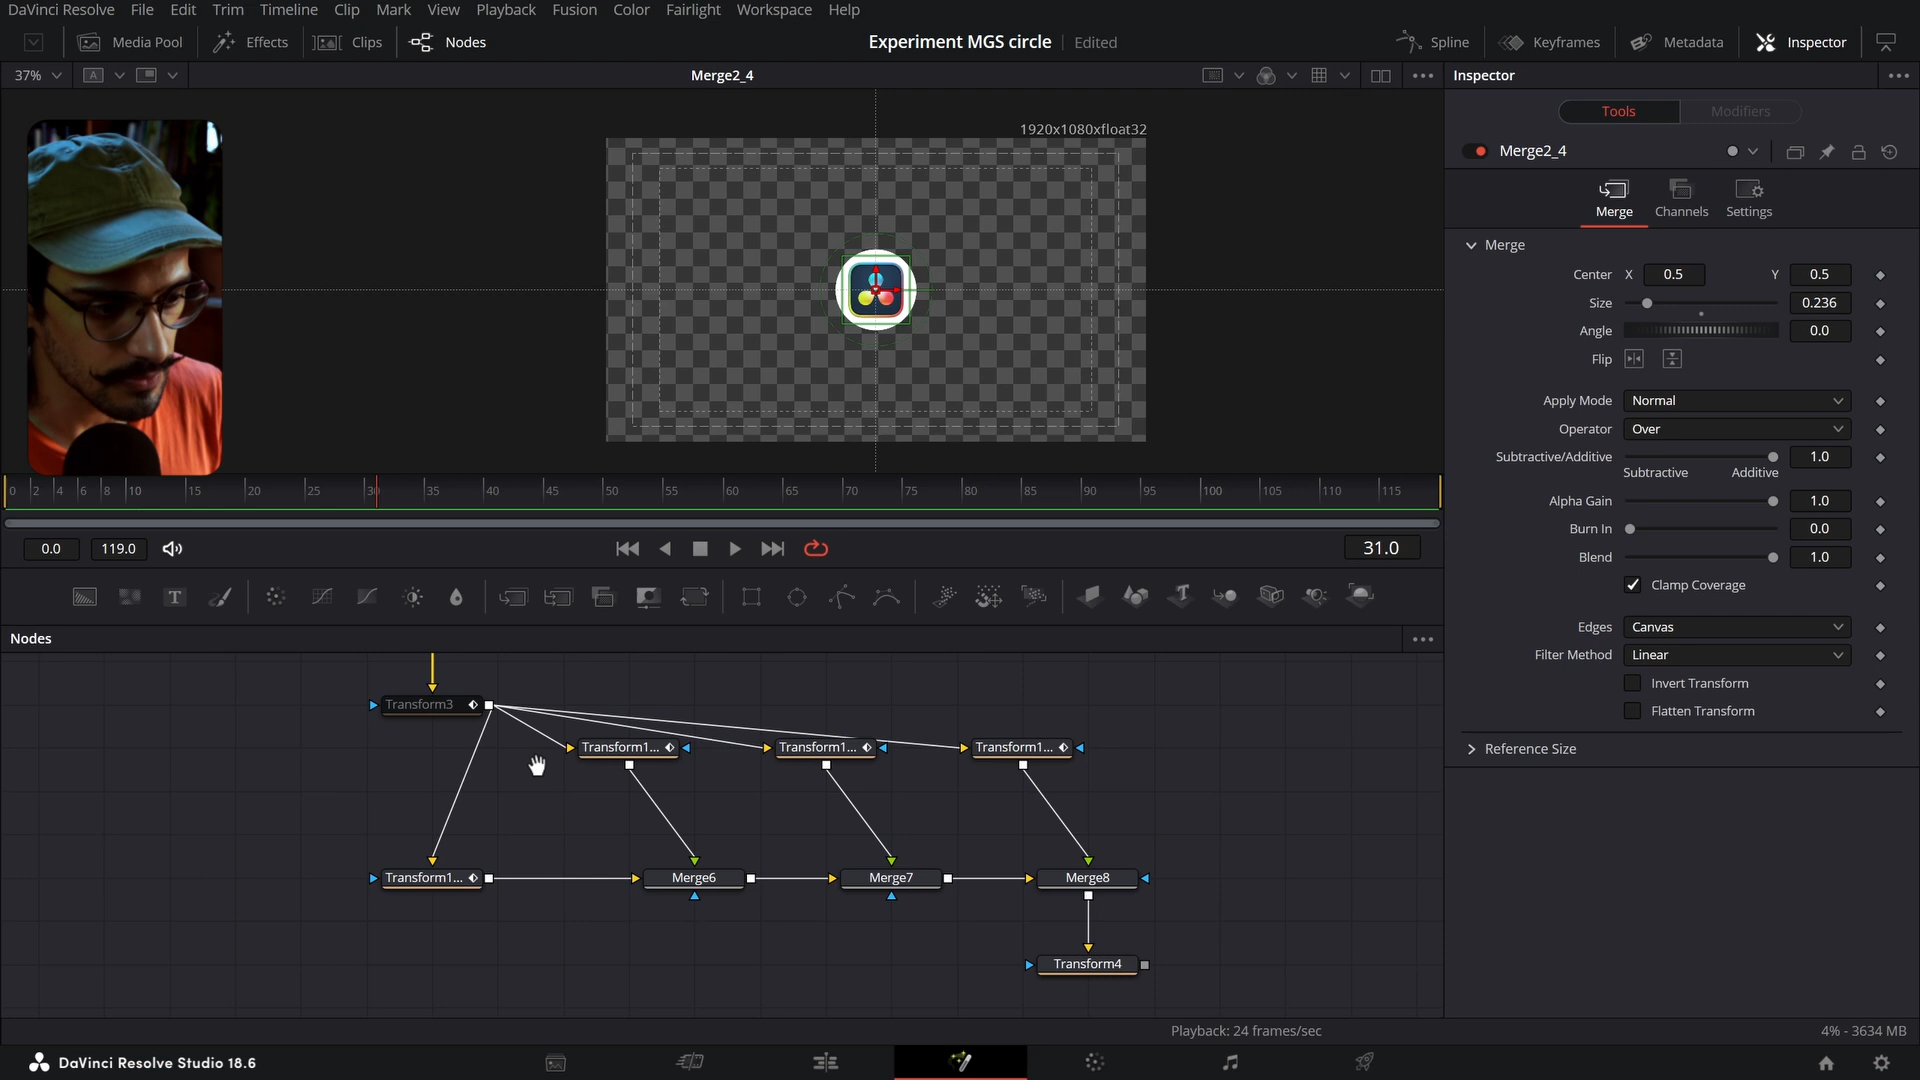 DaVinci Resolve File Edit Trim Timeline Clip Mark View Playback Fusion Color Fairlight Workspace Help
Media Pool Effects Clips Nodes Experiment MGS circle Edited Spline Keyframes Metadata Inspector
37% A Merge2_4 Inspector
1920x1080xfloat32
Tools Modifiers
Merge2_4
Merge Channels Settings
Merge
Center X 0.5 Y 0.5
Size 0.236
Angle 0.0
Flip
Apply Mode Normal
Operator Over
Subtractive/Additive 1.0
Subtractive Additive
Alpha Gain 1.0
Burn In 0.0
Blend 1.0
Clamp Coverage
Edges Canvas
Filter Method Linear
Invert Transform
Flatten Transform
Reference Size
0 2 4 6 8 10 15 20 25 30 35 40 45 50 55 60 65 70 75 80 85 90 95 100 105 110 115
0.0 119.0 31.0
T T
Nodes
Transform3
Transform1... Transform1... Transform1...
Transform1... Merge6 Merge7 Merge8
Transform4
Playback: 24 frames/sec 4% - 3634 MB
DaVinci Resolve Studio 18.6